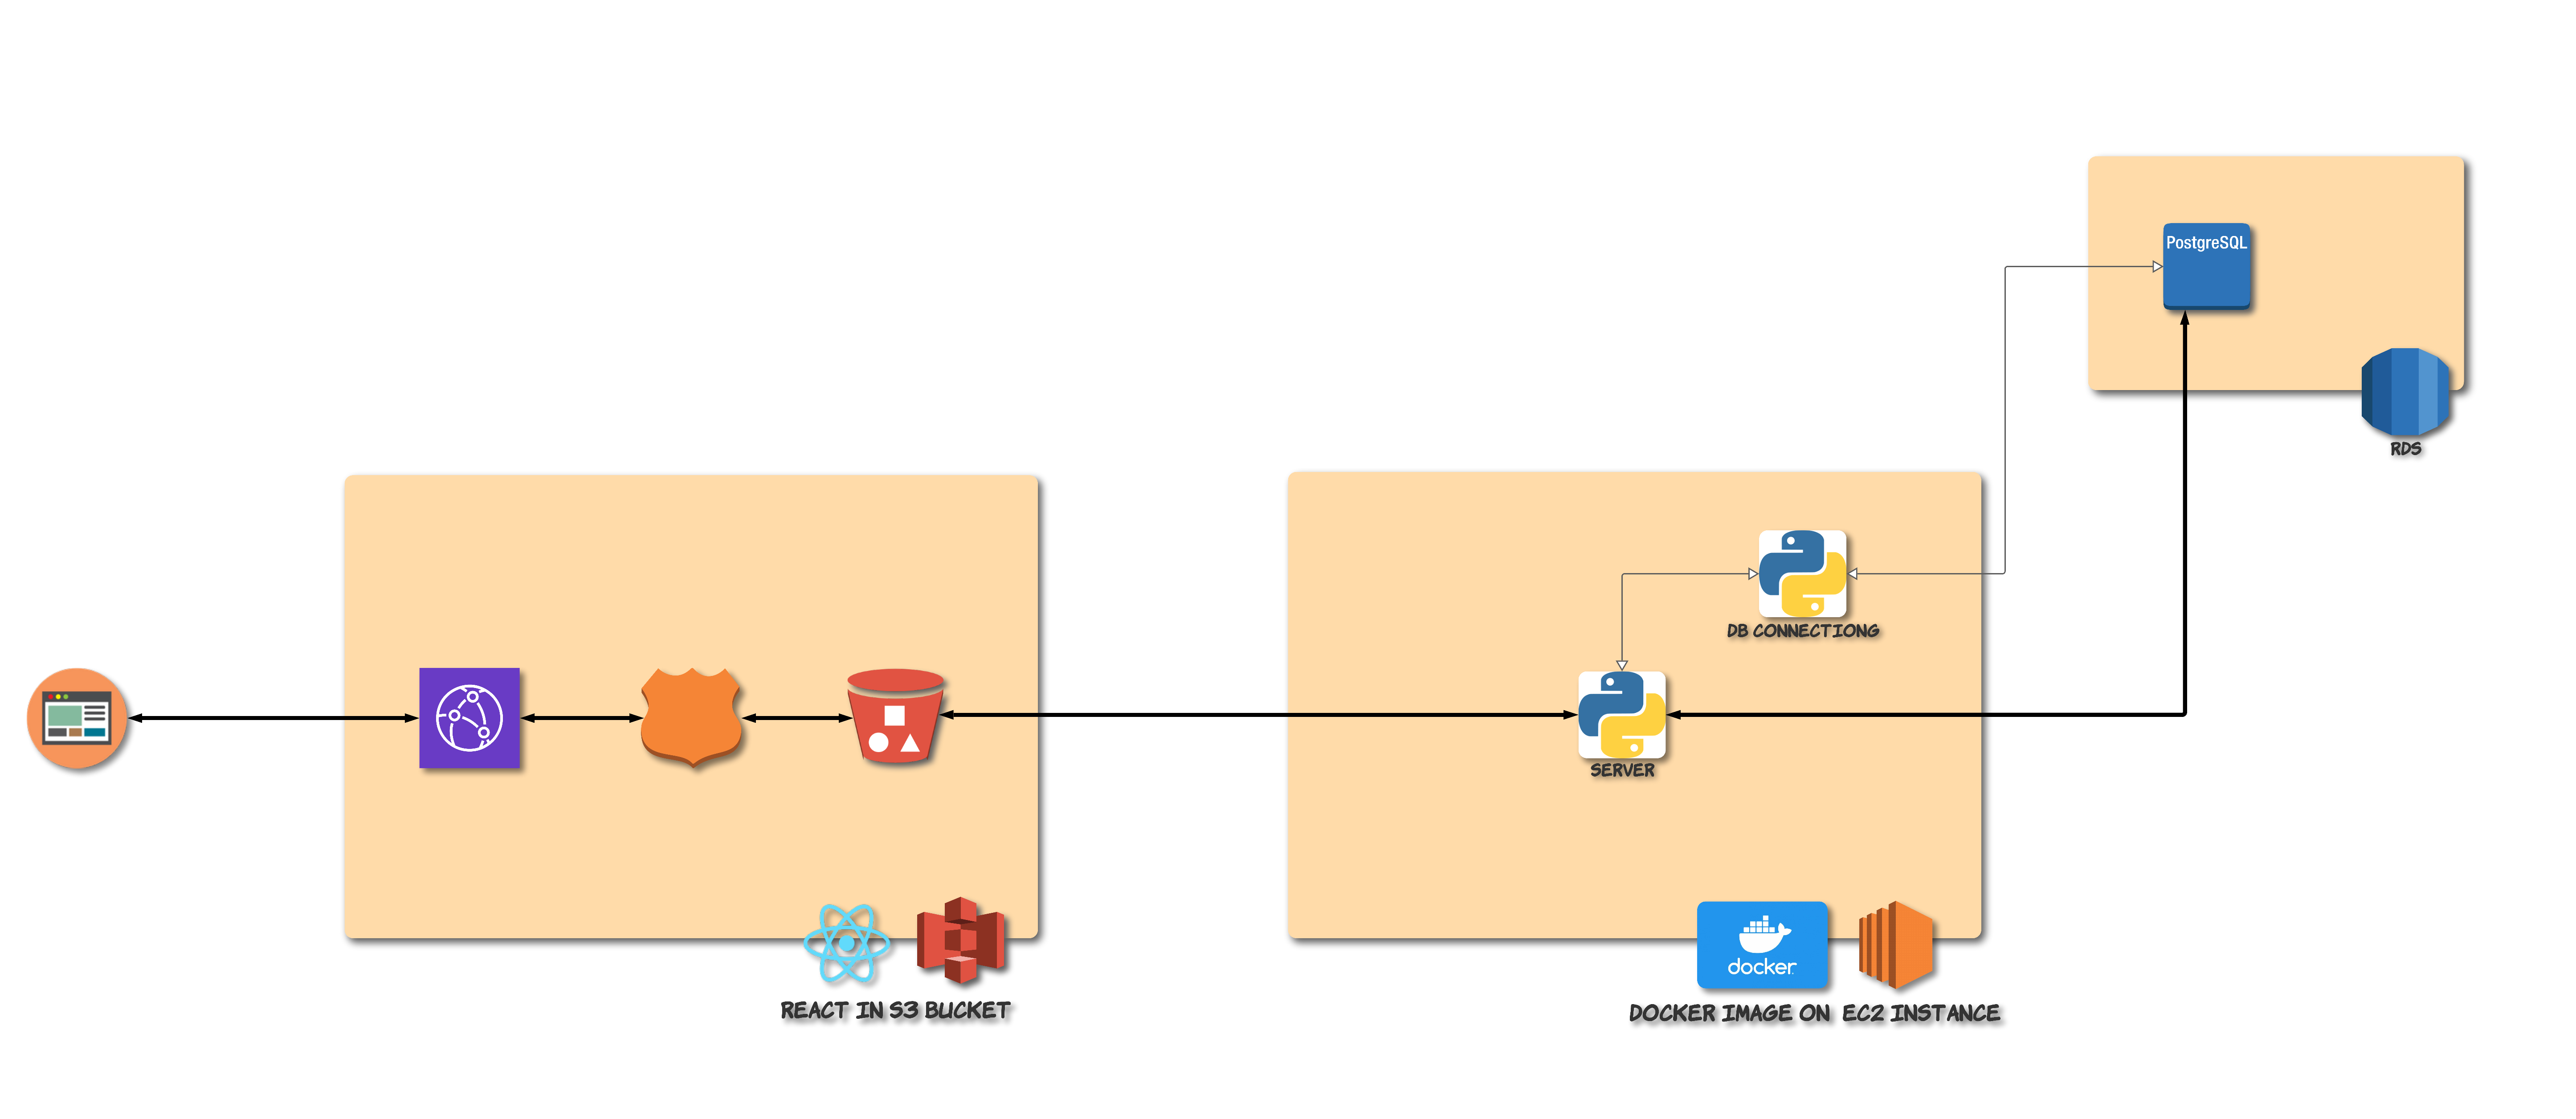 PostgreSQL
RDS
DB CONNECTIONG
SERVER
docker
REACT IN S3 BUCKET
DOCKER IMAGE ON EC2 INSTANCE